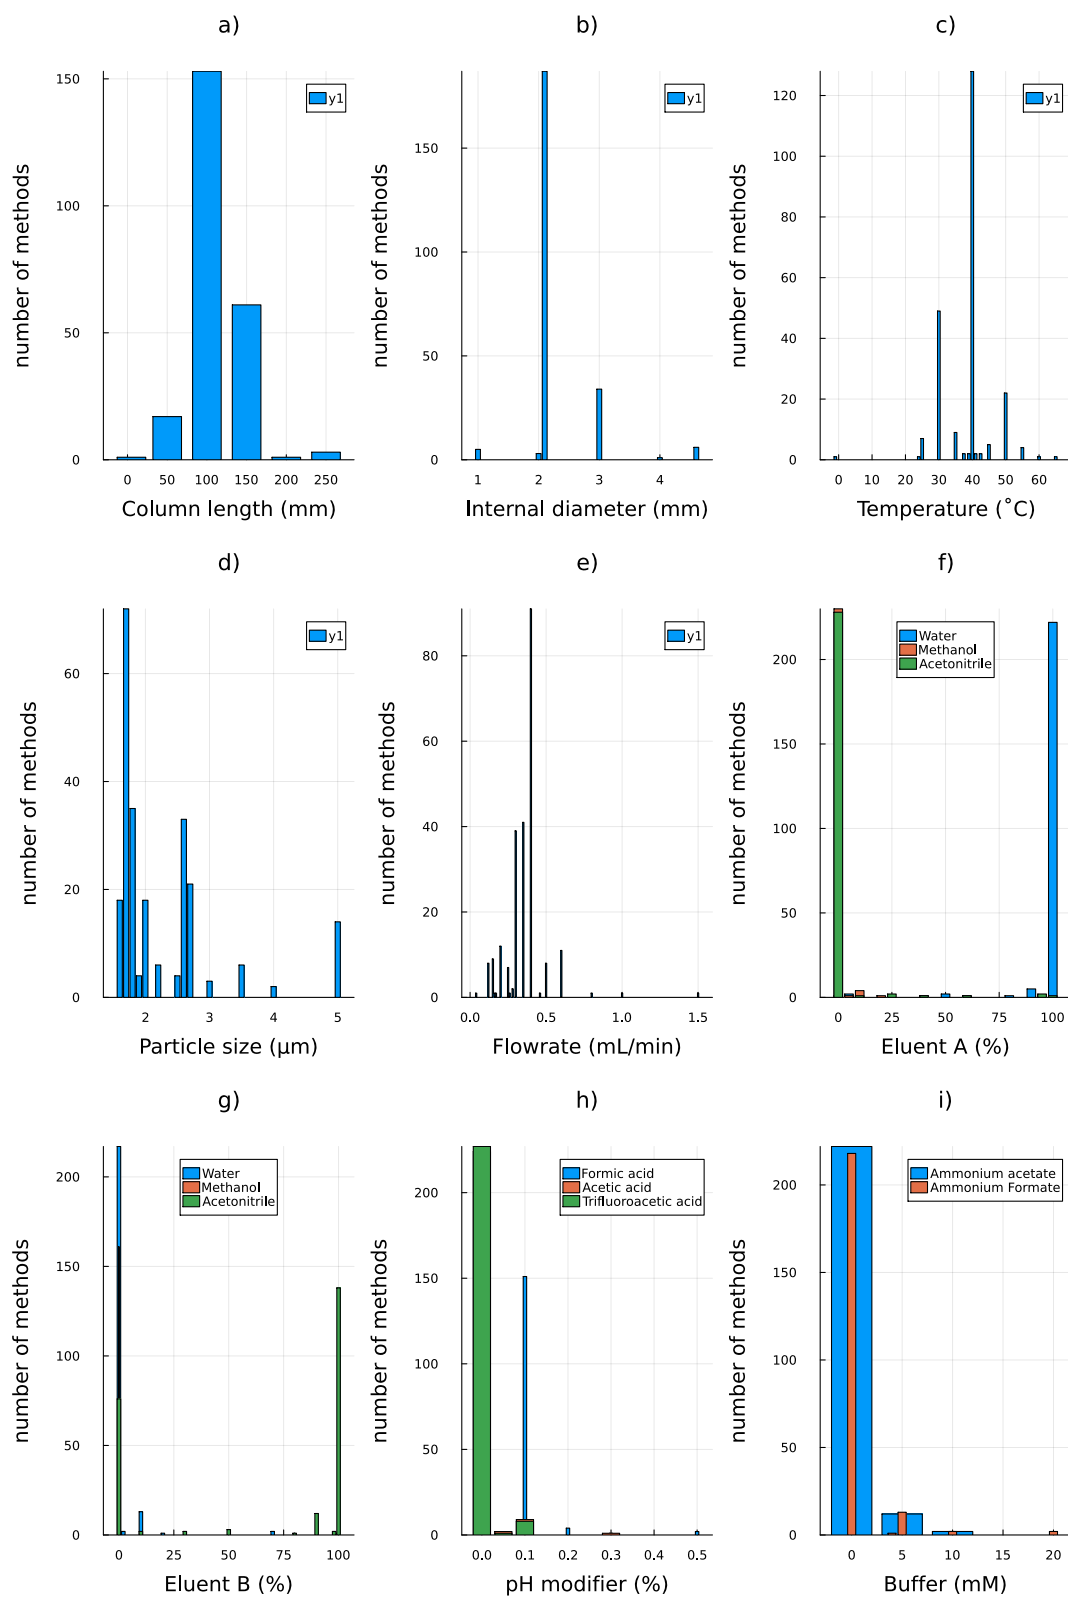 a)
number of methods
150
100
50
0
y1
0 50 100 150 200 250
Column length (mm)
b)
number of methods
150
100
50
0
y1
1 2 3 4
Internal diameter (mm)
c)
number of methods
120
100
80
60
40
20
0
y1
0 10 20 30 40 50 60
Temperature (˚C)
d)
number of methods
60
40
20
0
y1
2 3 4 5
Particle size (μm)
e)
number of methods
80
60
40
20
0
y1
0.0 0.5 1.0 1.5
Flowrate (mL/min)
f)
number of methods
200
150
100
50
0
Water
Methanol
Acetonitrile
0 25 50 75 100
Eluent A (%)
g)
number of methods
200
150
100
50
0
Water
Methanol
Acetonitrile
0 25 50 75 100
Eluent B (%)
h)
number of methods
200
150
100
50
0
Formic acid
Acetic acid
Trifluoroacetic acid
0.0 0.1 0.2 0.3 0.4 0.5
pH modifier (%)
i)
number of methods
200
150
100
50
0
Ammonium acetate
Ammonium Formate
0 5 10 15 20
Buffer (mM)